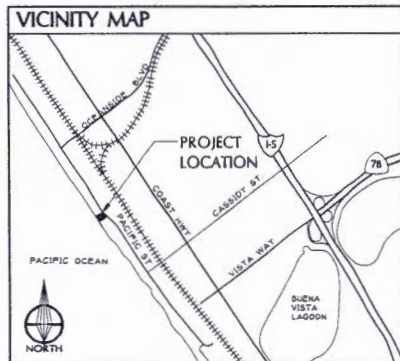 VICINITY MAP
OCEANSIDE BLVD
PROJECT
LOCATION
I-5
78
COAST HWY
CASSIDY ST
PACIFIC ST
VISTA WAY
PACIFIC OCEAN
BUENA
VISTA
LAGOON
NORTH